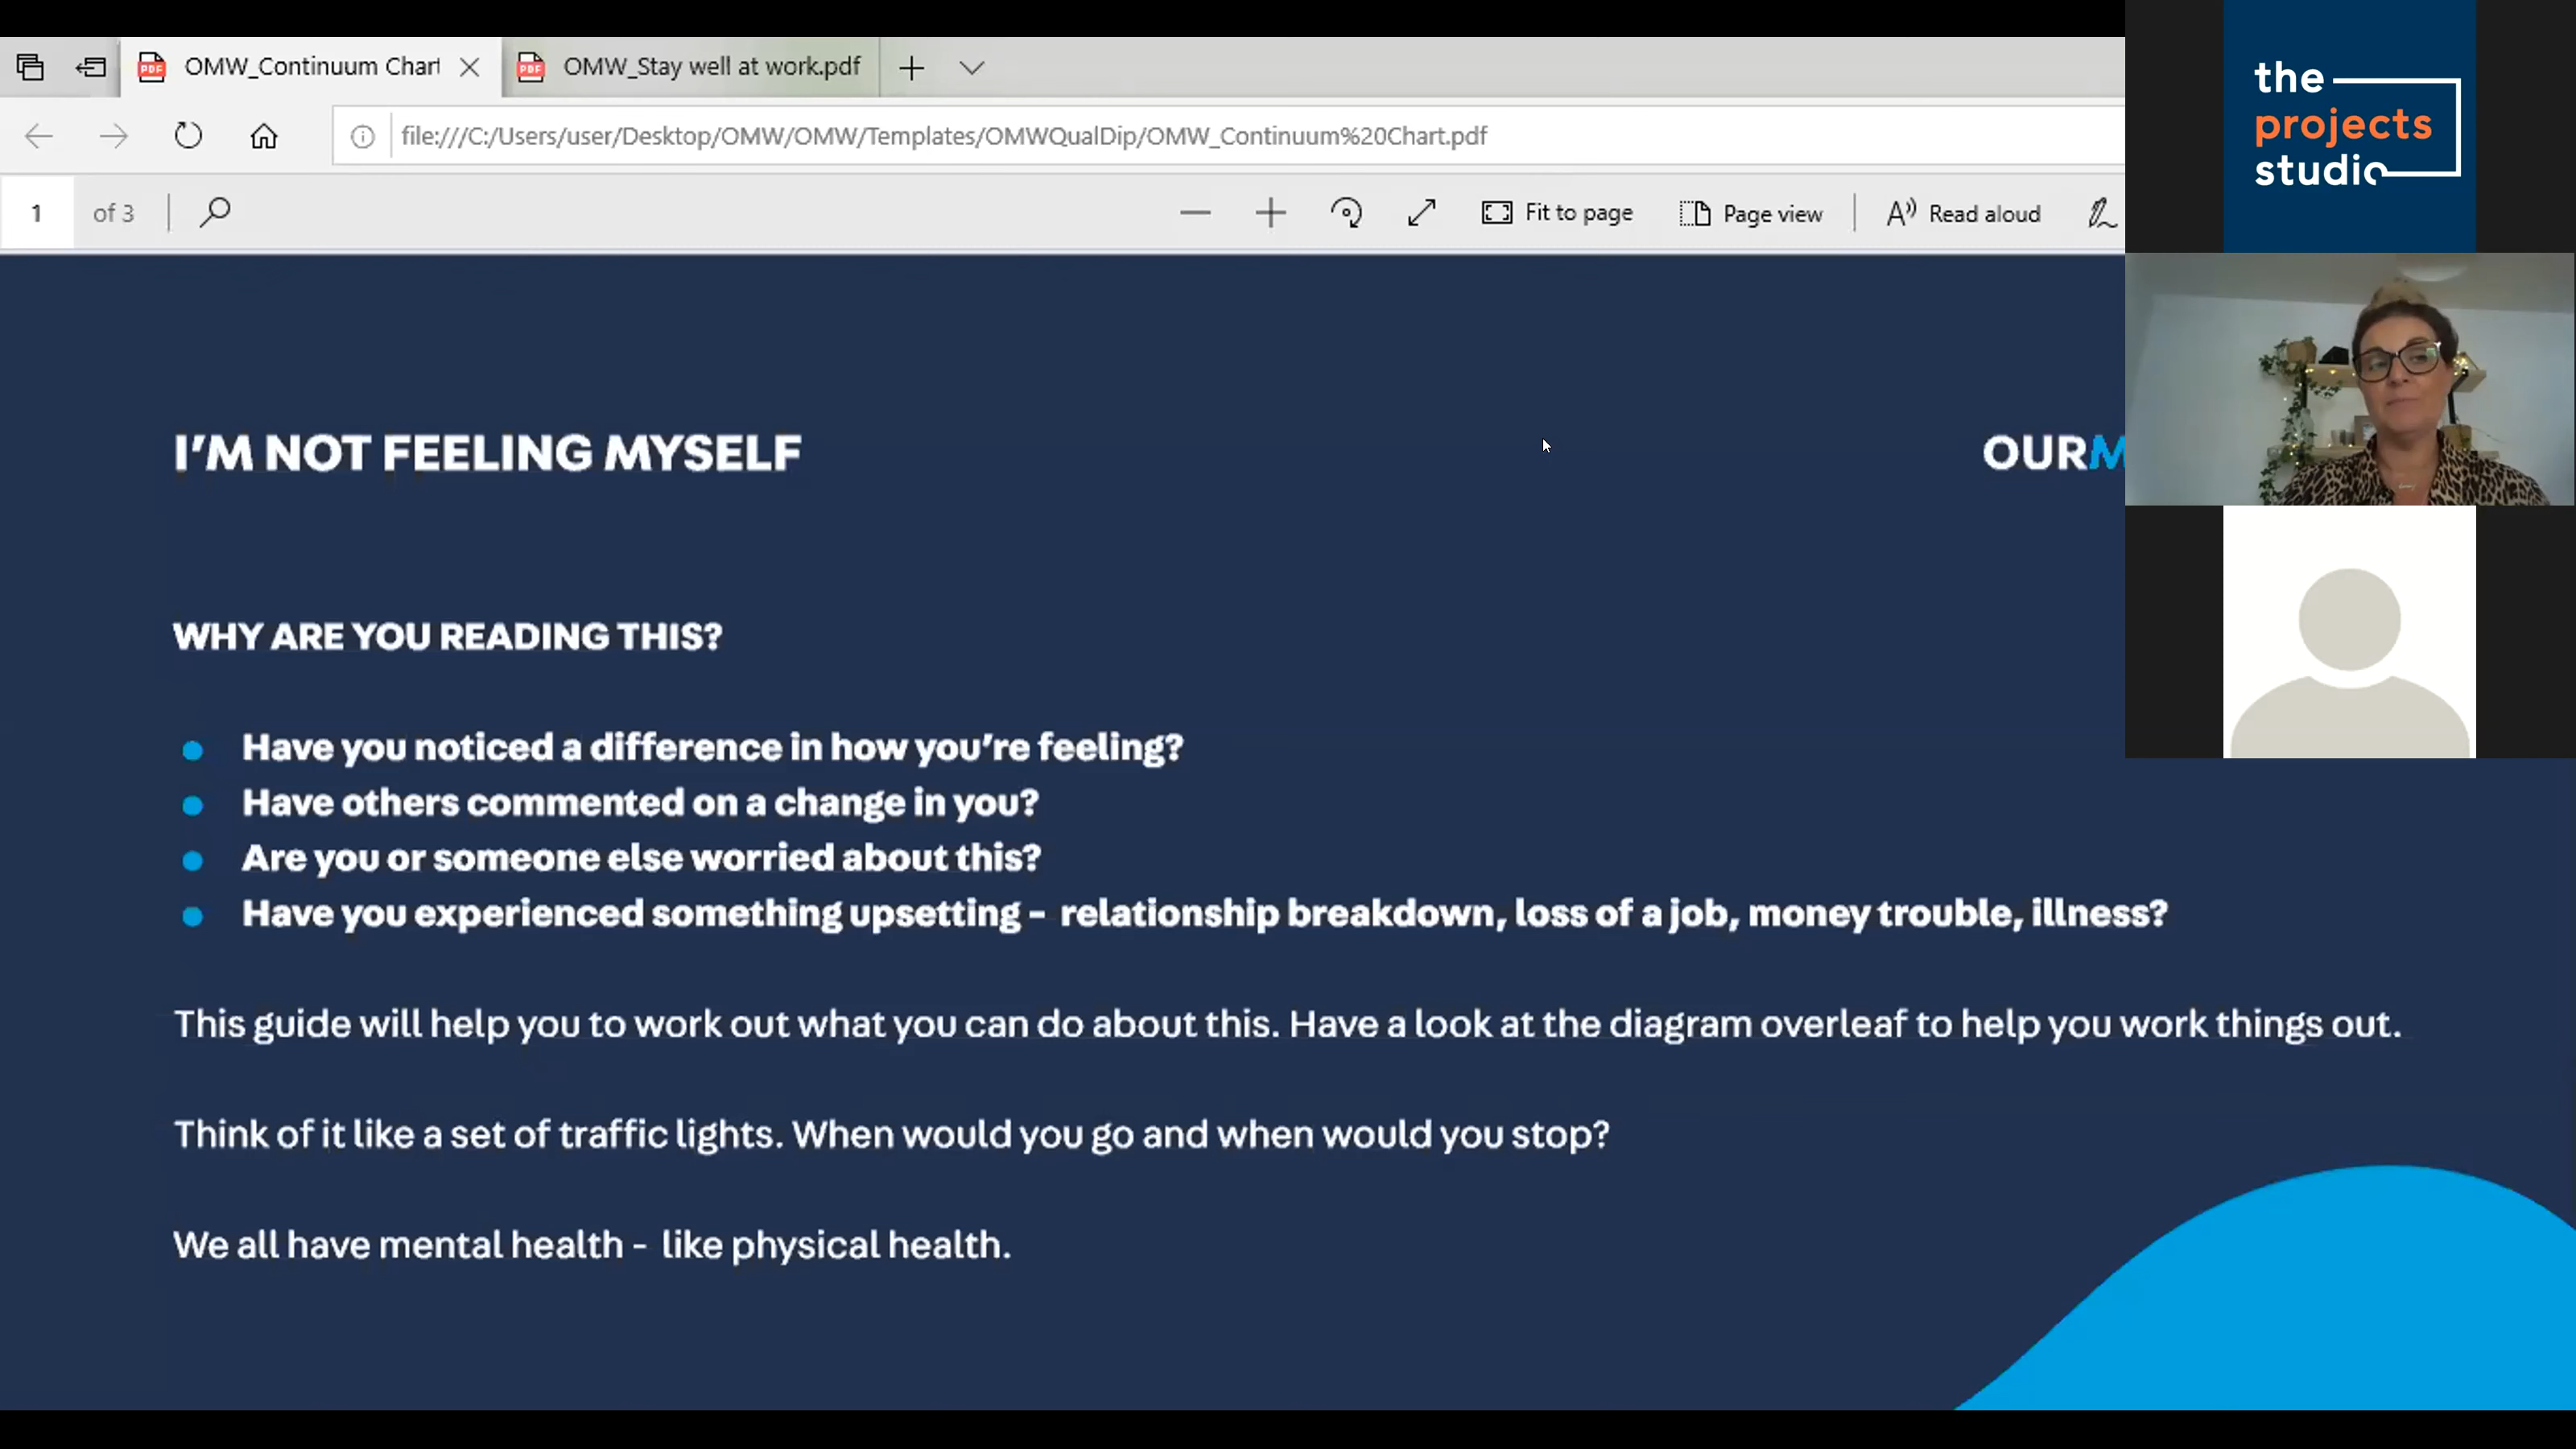 OMW_Continuum Chart
OMW_Stay well at work.pdf
file:///C:/Users/user/Desktop/OMW/OMW/Templates/OMWQualDip/OMW_Continuum%20Chart.pdf
1 of 3
Fit to page
Page view
Read aloud
the
projects
studio
I’M NOT FEELING MYSELF
OURM
WHY ARE YOU READING THIS?
Have you noticed a difference in how you’re feeling?
Have others commented on a change in you?
Are you or someone else worried about this?
Have you experienced something upsetting - relationship breakdown, loss of a job, money trouble, illness?
This guide will help you to work out what you can do about this. Have a look at the diagram overleaf to help you work things out.
Think of it like a set of traffic lights. When would you go and when would you stop?
We all have mental health - like physical health.